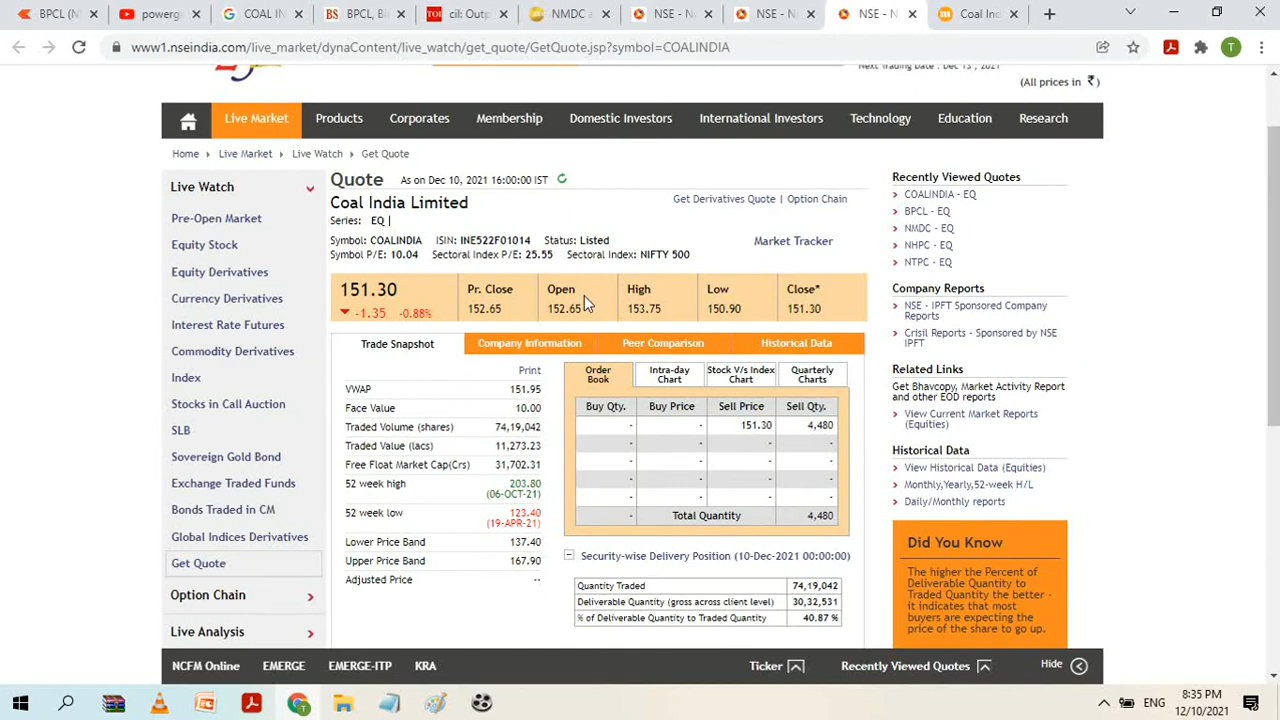 BPCL (N
powerg
COAL IN
BPCL, Bi
cil: Outp
NMDC a
NSE - N
NSE - N
NSE - N
Coal Ind
www1.nseindia.com/live_market/dynaContent/live_watch/get_quote/GetQuote.jsp?symbol=COALINDIA
T
Next Trading Date : Dec 13 , 2021
(All prices in ₹)
Live Market
Products
Corporates
Membership
Domestic Investors
International Investors
Technology
Education
Research
Home
Live Market
Live Watch
Get Quote
Live Watch
Pre-Open Market
Equity Stock
Equity Derivatives
Currency Derivatives
Interest Rate Futures
Commodity Derivatives
Index
Stocks in Call Auction
SLB
Sovereign Gold Bond
Exchange Traded Funds
Bonds Traded in CM
Global Indices Derivatives
Get Quote
Option Chain
Live Analysis
Quote As on Dec 10, 2021 16:00:00 IST
Coal India Limited
Get Derivatives Quote | Option Chain
Series: EQ |
Symbol: COALINDIA ISIN: INE522F01014 Status: Listed
Market Tracker
Symbol P/E: 10.04 Sectoral Index P/E: 25.55 Sectoral Index: NIFTY 500
151.30
-1.35 -0.88%
Pr. Close
152.65
Open
152.65
High
153.75
Low
150.90
Close*
151.30
Trade Snapshot
Company Information
Peer Comparison
Historical Data
Print
VWAP 151.95
Face Value 10.00
Traded Volume (shares) 74,19,042
Traded Value (lacs) 11,273.23
Free Float Market Cap(Crs) 31,702.31
52 week high 203.80
(06-OCT-21)
52 week low 123.40
(19-APR-21)
Lower Price Band 137.40
Upper Price Band 167.90
Adjusted Price --
Order
Book
Intra-day
Chart
Stock V/s Index
Chart
Quarterly
Charts
Buy Qty. Buy Price Sell Price Sell Qty.
- - 151.30 4,480
- - - -
- - - -
- - - -
- - - -
- Total Quantity 4,480
Security-wise Delivery Position (10-Dec-2021 00:00:00)
Quantity Traded 74,19,042
Deliverable Quantity (gross across client level) 30,32,531
% of Deliverable Quantity to Traded Quantity 40.87 %
Recently Viewed Quotes
COALINDIA - EQ
BPCL - EQ
NMDC - EQ
NHPC - EQ
NTPC - EQ
Company Reports
NSE - IPFT Sponsored Company
Reports
Crisil Reports - Sponsored by NSE
IPFT
Related Links
Get Bhavcopy, Market Activity Report
and other EOD reports
View Current Market Reports
(Equities)
Historical Data
View Historical Data (Equities)
Monthly,Yearly,52-week H/L
Daily/Monthly reports
Did You Know
The higher the Percent of
Deliverable Quantity to
Traded Quantity the better -
it indicates that most
buyers are expecting the
price of the share to go up.
NCFM Online
EMERGE
EMERGE-ITP
KRA
Ticker
Recently Viewed Quotes
Hide
ENG
8:35 PM
12/10/2021